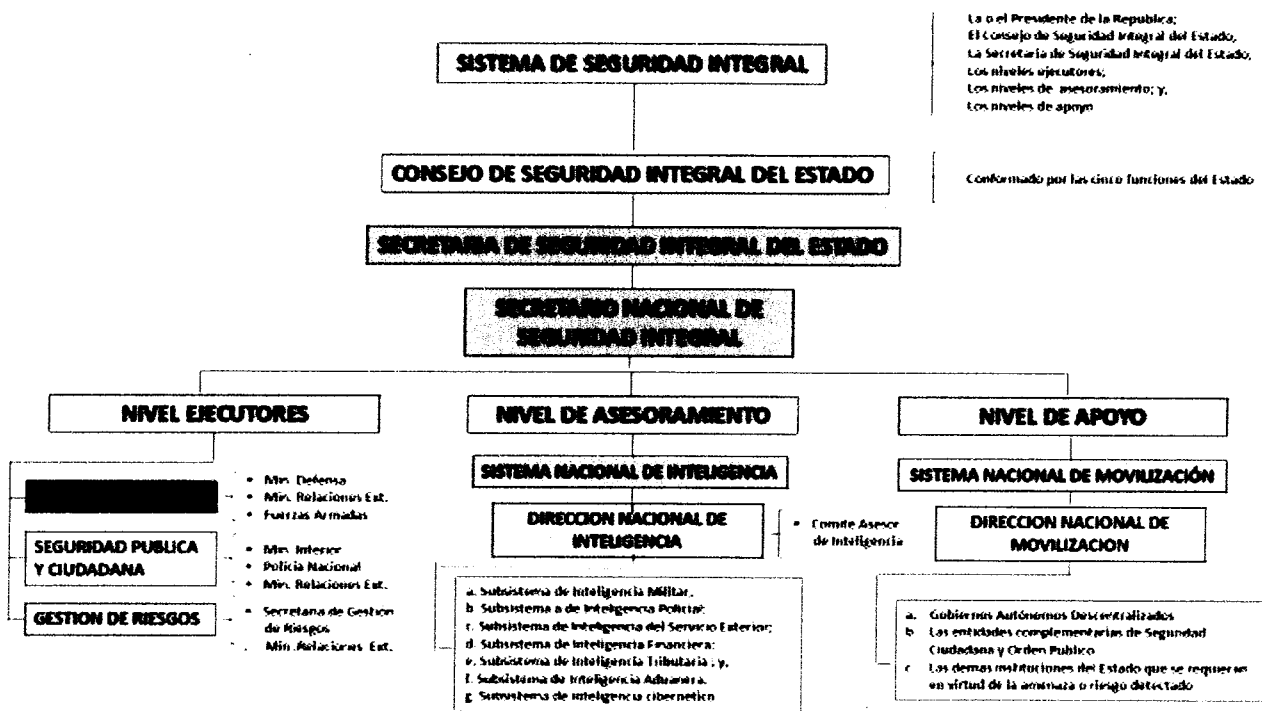 La o el Presidente de la Republica;
El Consejo de Seguridad Integral del Estado,
La Secretaría de Seguridad Integral del Estado,
Los niveles ejecutores;
Los niveles de asesoramiento; y,
Los niveles de apoyo
SISTEMA DE SEGURIDAD INTEGRAL
CONSEJO DE SEGURIDAD INTEGRAL DEL ESTADO
Conformado por las cinco funciones del Estado
SECRETARIA DE SEGURIDAD INTEGRAL DEL ESTADO
SECRETARIO NACIONAL DE
SEGURIDAD INTEGRAL
NIVEL EJECUTORES
• Min. Defensa
• Min. Relaciones Ext.
• Fuerzas Armadas
SEGURIDAD PUBLICA
Y CIUDADANA
• Min. Interior
• Policía Nacional
• Min. Relaciones Ext.
GESTION DE RIESGOS
• Secretaria de Gestión
de Riesgos
Min. Relaciones Ext.
NIVEL DE ASESORAMIENTO
SISTEMA NACIONAL DE INTELIGENCIA
DIRECCION NACIONAL DE
INTELIGENCIA
• Comite Asesor
de Inteligencia
a. Subsistema de Inteligencia Militar,
b. Subsistema a de Inteligencia Policial;
c. Subsistema de Inteligencia del Servicio Exterior;
d. Subsistema de Inteligencia Financiera;
e. Subsistema de Inteligencia Tributaria ; y,
f. Subsistema de Inteligencia Aduanera.
g. Subsistema de inteligencia cibernetica
NIVEL DE APOYO
SISTEMA NACIONAL DE MOVILIZACIÓN
DIRECCION NACIONAL DE
MOVILIZACION
a. Gobiernos Autónomos Descentralizados
b Las entidades complementarias de Seguridad
Ciudadana y Orden Publico
c Las demas instituciones del Estado que se requieran
en virtud de la amenaza o riesgo detectado